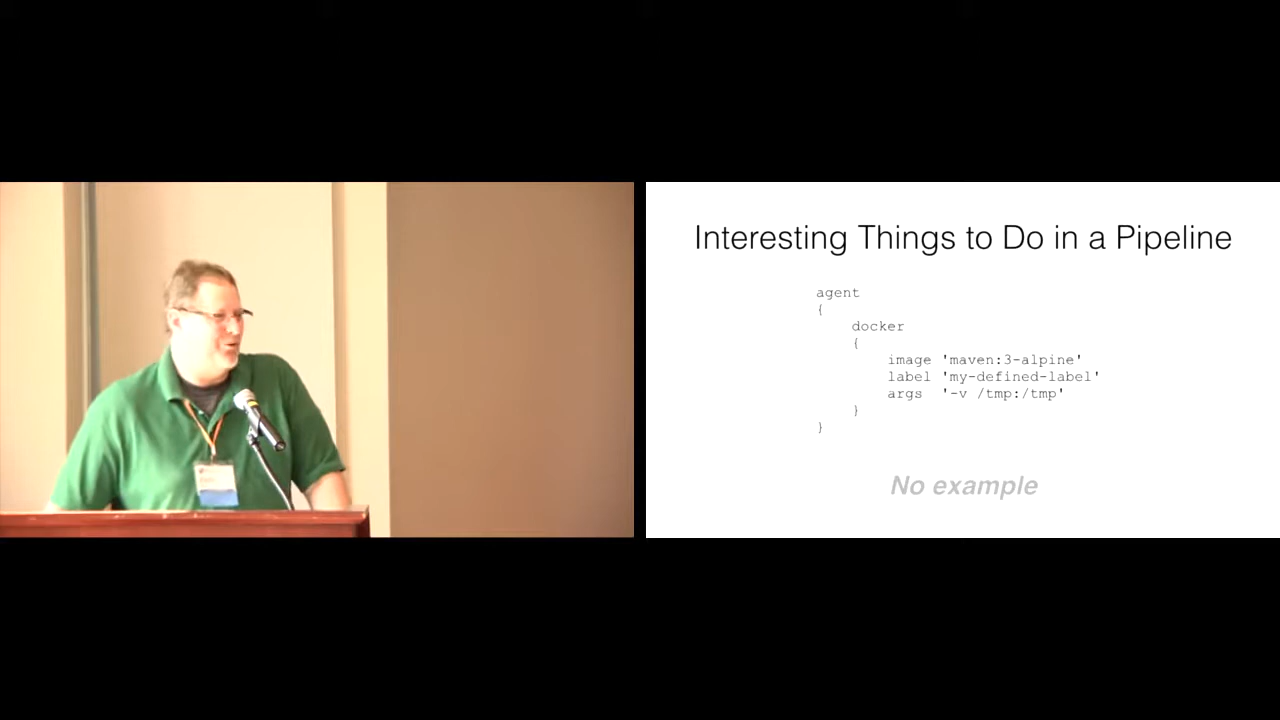 Interesting Things to Do in a Pipeline
agent
{
docker
{
image 'maven:3-alpine'
label 'my-defined-label'
args '-v /tmp:/tmp'
}
}
No example